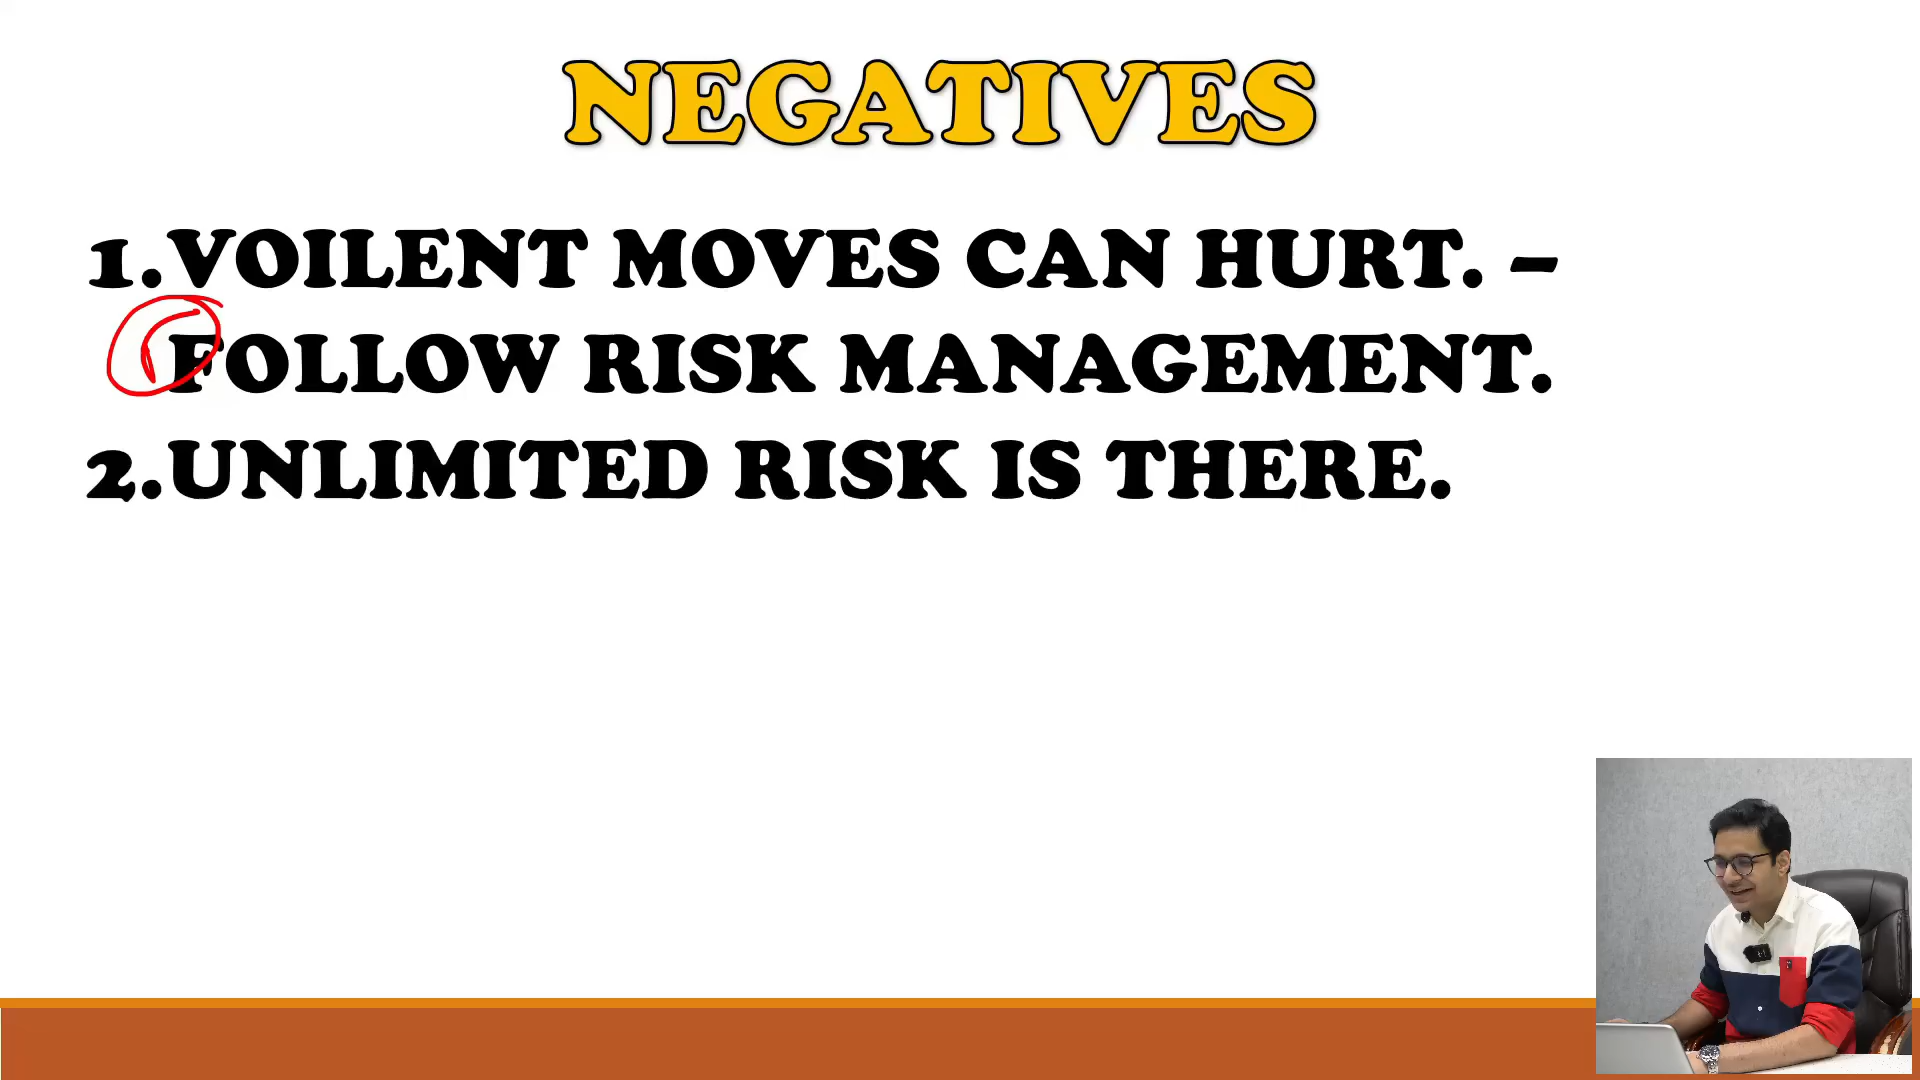 NEGATIVES
1.VOILENT MOVES CAN HURT. –
FOLLOW RISK MANAGEMENT.
2.UNLIMITED RISK IS THERE.